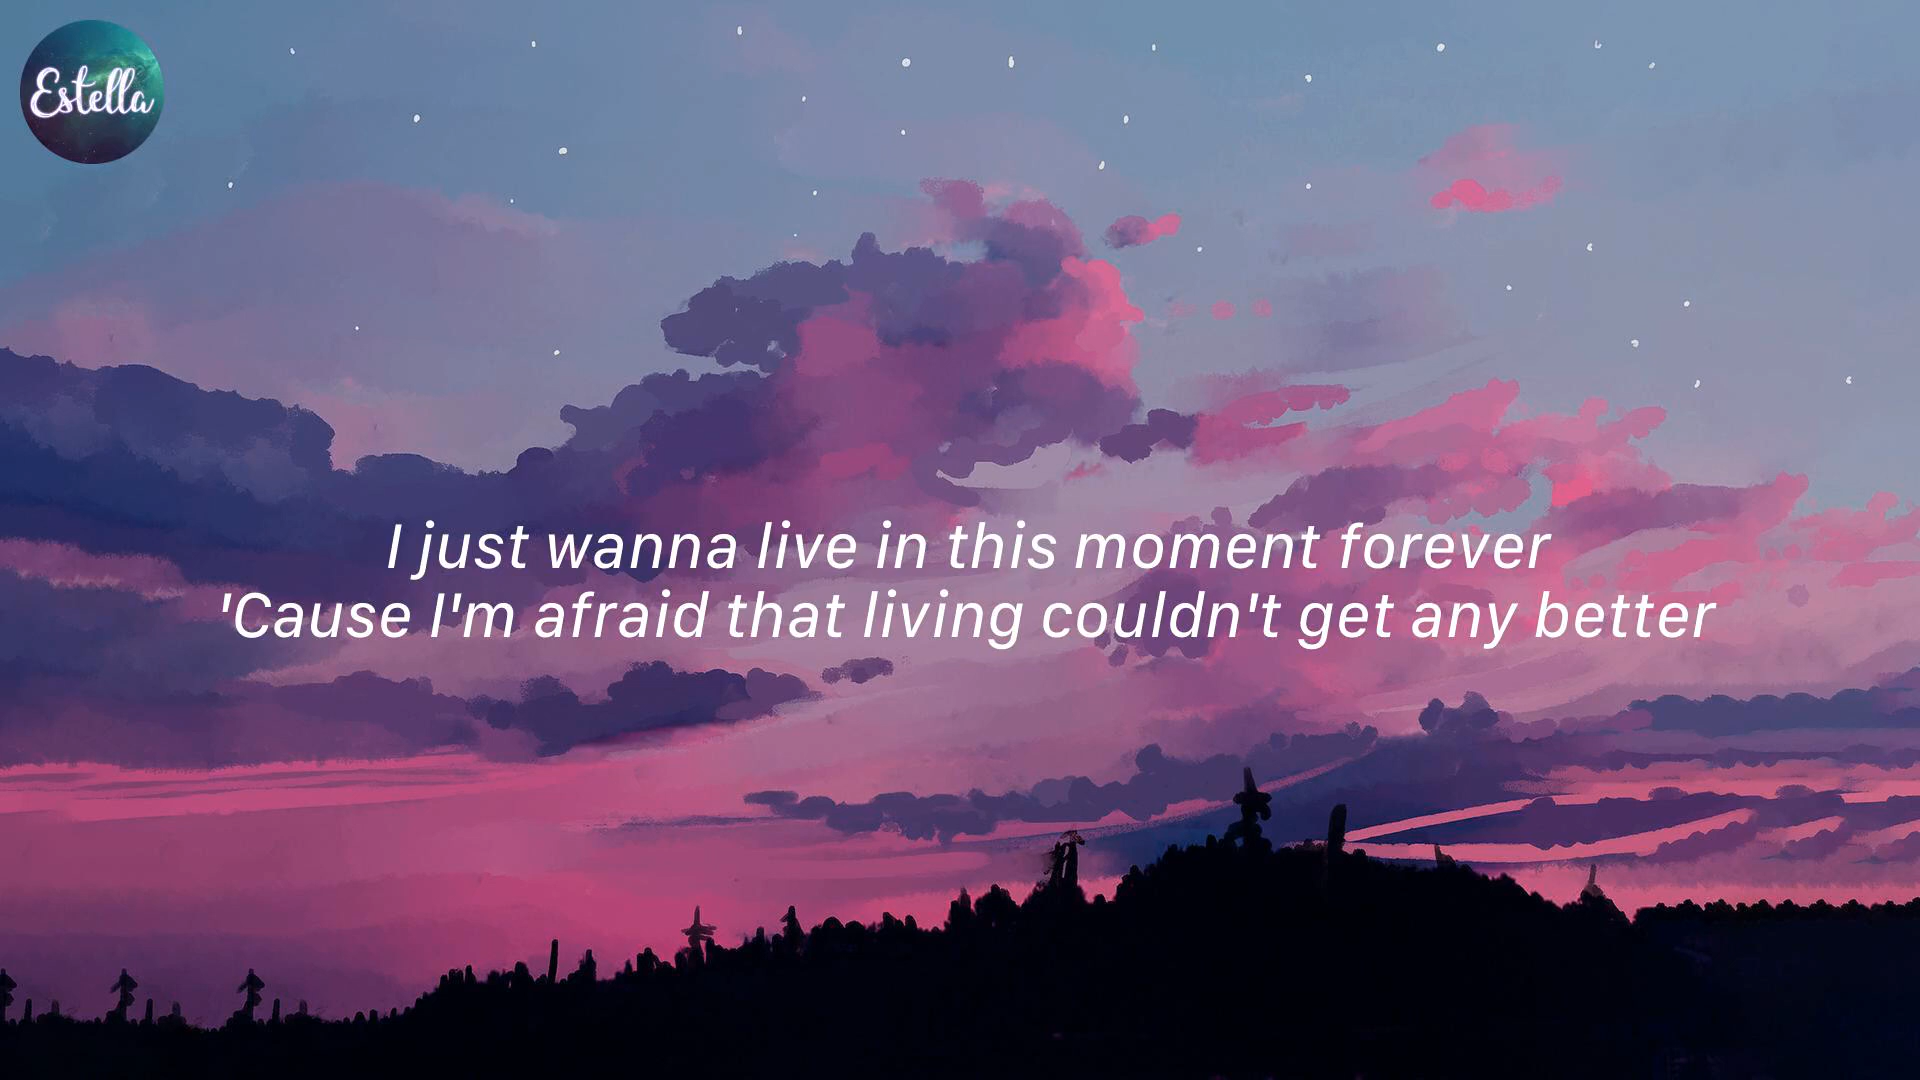 Estella
I just wanna live in this moment forever
'Cause I'm afraid that living couldn't get any better